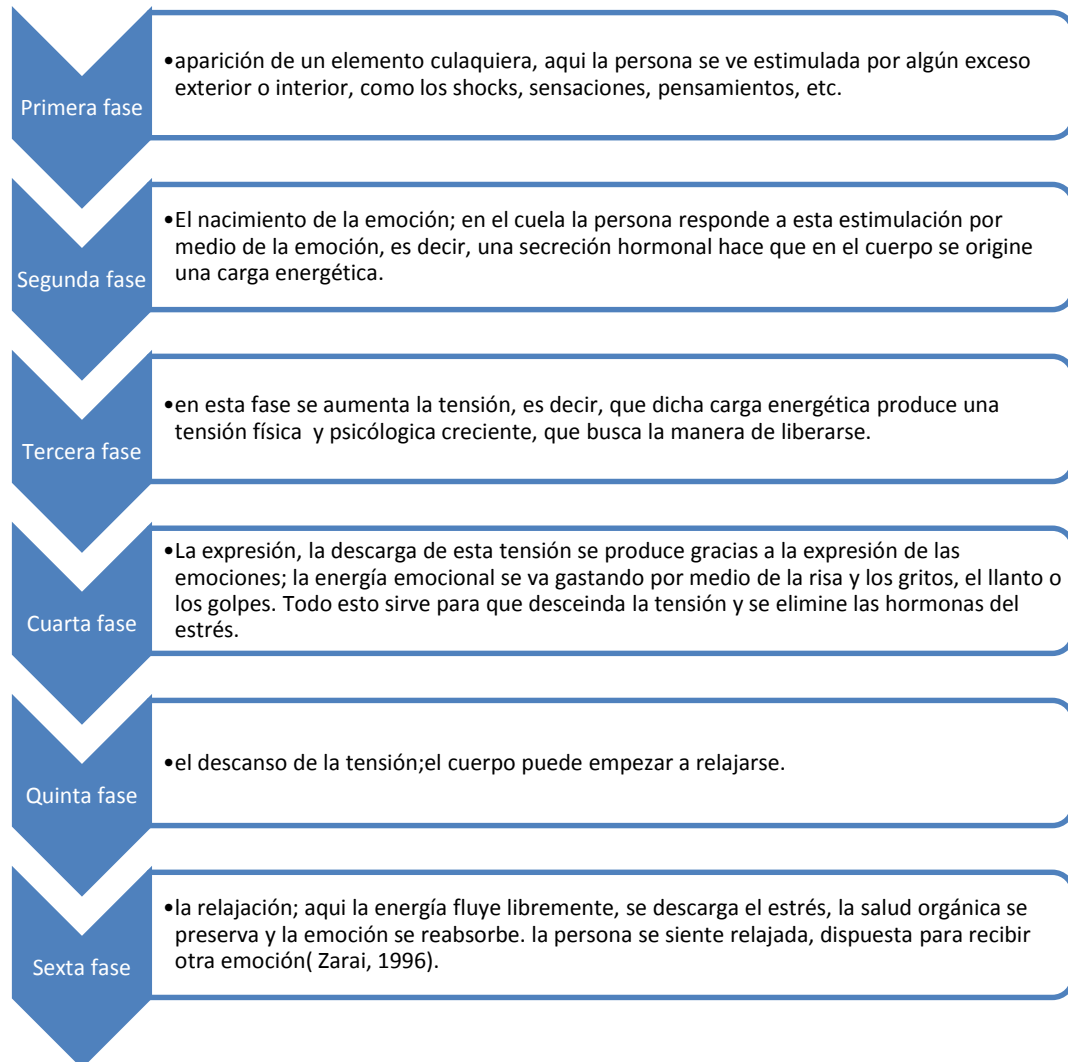 Primera fase
•aparición de un elemento culaquiera, aqui la persona se ve estimulada por algún exceso
exterior o interior, como los shocks, sensaciones, pensamientos, etc.
Segunda fase
•El nacimiento de la emoción; en el cuela la persona responde a esta estimulación por
medio de la emoción, es decir, una secreción hormonal hace que en el cuerpo se origine
una carga energética.
Tercera fase
•en esta fase se aumenta la tensión, es decir, que dicha carga energética produce una
tensión física  y psicólogica creciente, que busca la manera de liberarse.
Cuarta fase
•La expresión, la descarga de esta tensión se produce gracias a la expresión de las
emociones; la energía emocional se va gastando por medio de la risa y los gritos, el llanto o
los golpes. Todo esto sirve para que desceinda la tensión y se elimine las hormonas del
estrés.
Quinta fase
•el descanso de la tensión;el cuerpo puede empezar a relajarse.
Sexta fase
•la relajación; aqui la energía fluye libremente, se descarga el estrés, la salud orgánica se
preserva y la emoción se reabsorbe. la persona se siente relajada, dispuesta para recibir
otra emoción( Zarai, 1996).